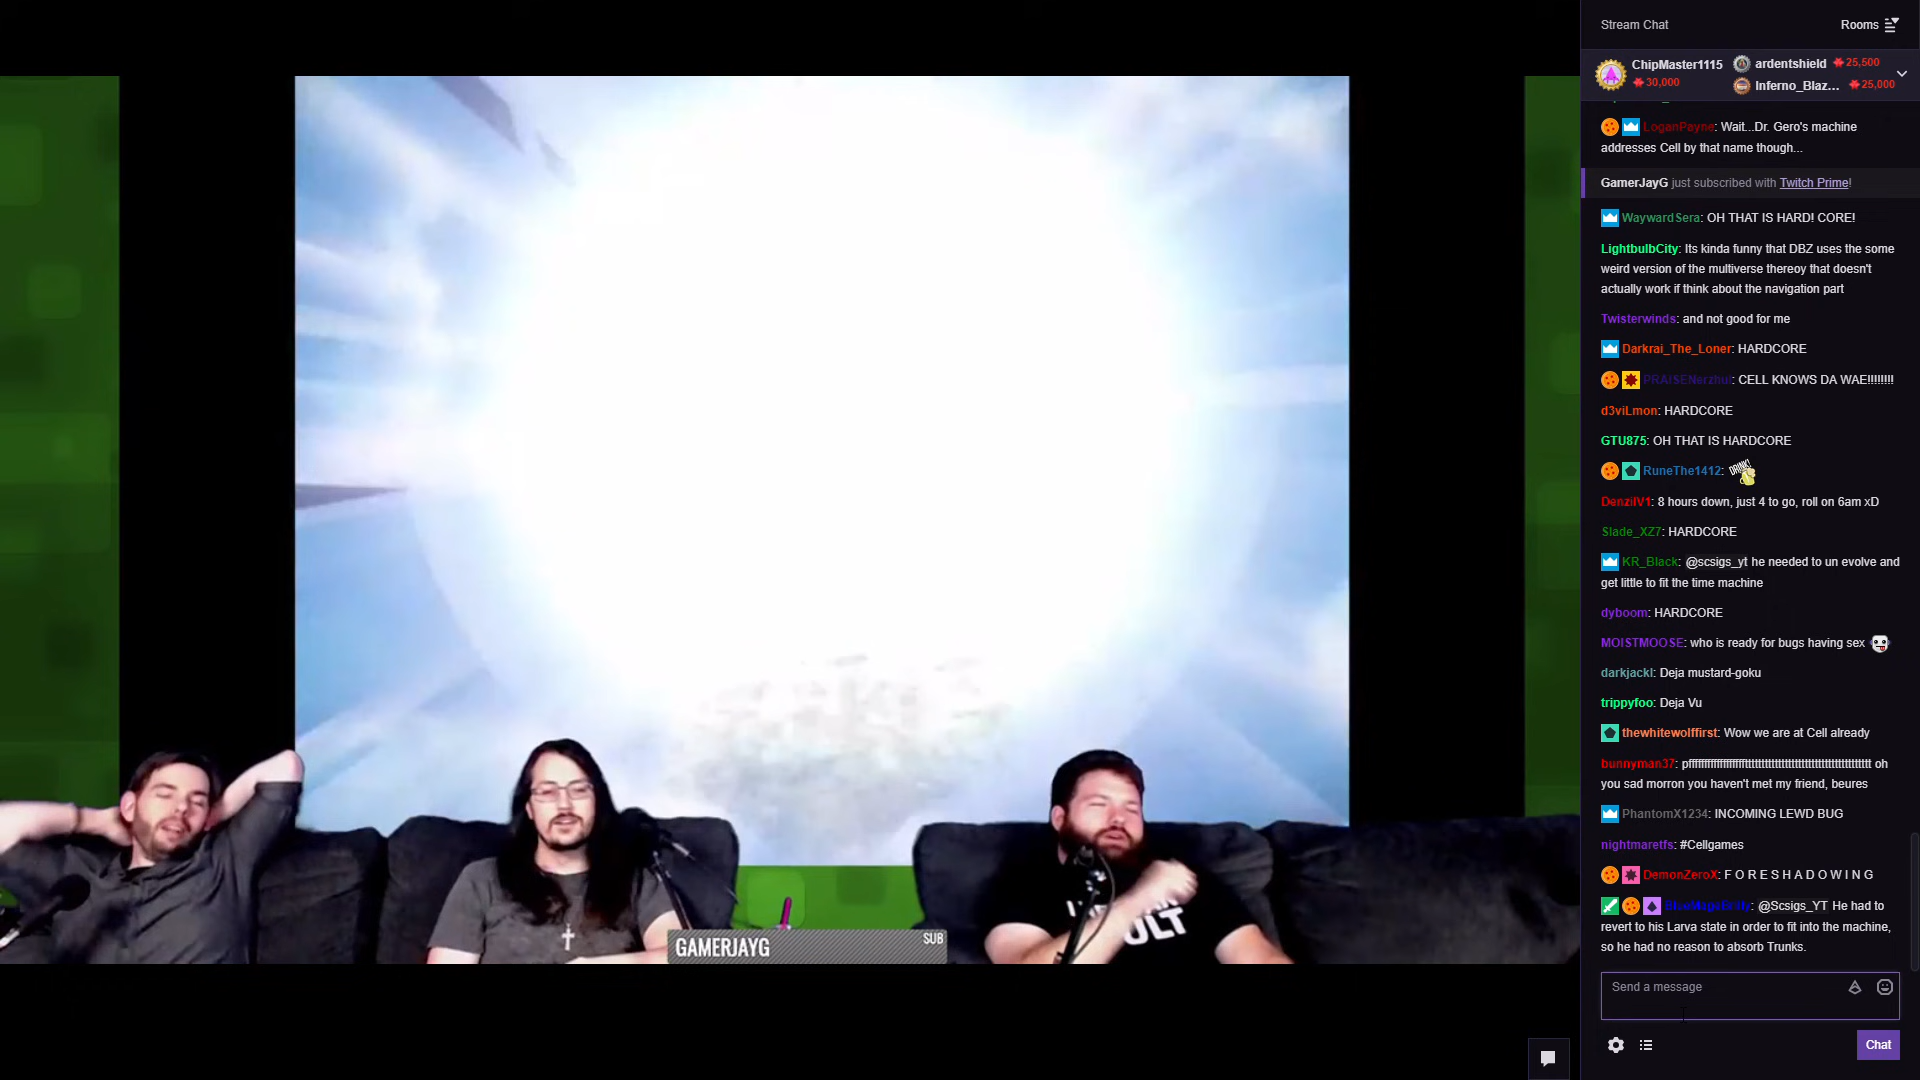 Stream Chat
Rooms
ChipMaster1115
30,000
ardentshield 25,500
Inferno_Blaz... 25,000
LoganPayne: Wait...Dr. Gero's machine
addresses Cell by that name though...
GamerJayG just subscribed with Twitch Prime!
WaywardSera: OH THAT IS HARD! CORE!
LightbulbCity: Its kinda funny that DBZ uses the some
weird version of the multiverse thereoy that doesn't
actually work if think about the navigation part
Twisterwinds: and not good for me
Darkrai_The_Loner: HARDCORE
PRAISENerzhul: CELL KNOWS DA WAE!!!!!!!!
d3viLmon: HARDCORE
GTU875: OH THAT IS HARDCORE
RuneThe1412: DRINK!
DenzilV1: 8 hours down, just 4 to go, roll on 6am xD
Slade_XZ7: HARDCORE
KR_Black: @scsigs_yt he needed to un evolve and
get little to fit the time machine
dyboom: HARDCORE
MOISTMOOSE: who is ready for bugs having sex
darkjackl: Deja mustard-goku
trippyfoo: Deja Vu
thewhitewolffirst: Wow we are at Cell already
bunnyman37: oh
you sad morron you haven't met my friend, beures
PhantomX1234: INCOMING LEWD BUG
nightmaretfs: #Cellgames
DemonZeroX: F O R E S H A D O W I N G
@Scsigs_YT He had to
revert to his Larva state in order to fit into the machine,
so he had no reason to absorb Trunks.
Send a message
Chat
GAMERJAYG
SUB